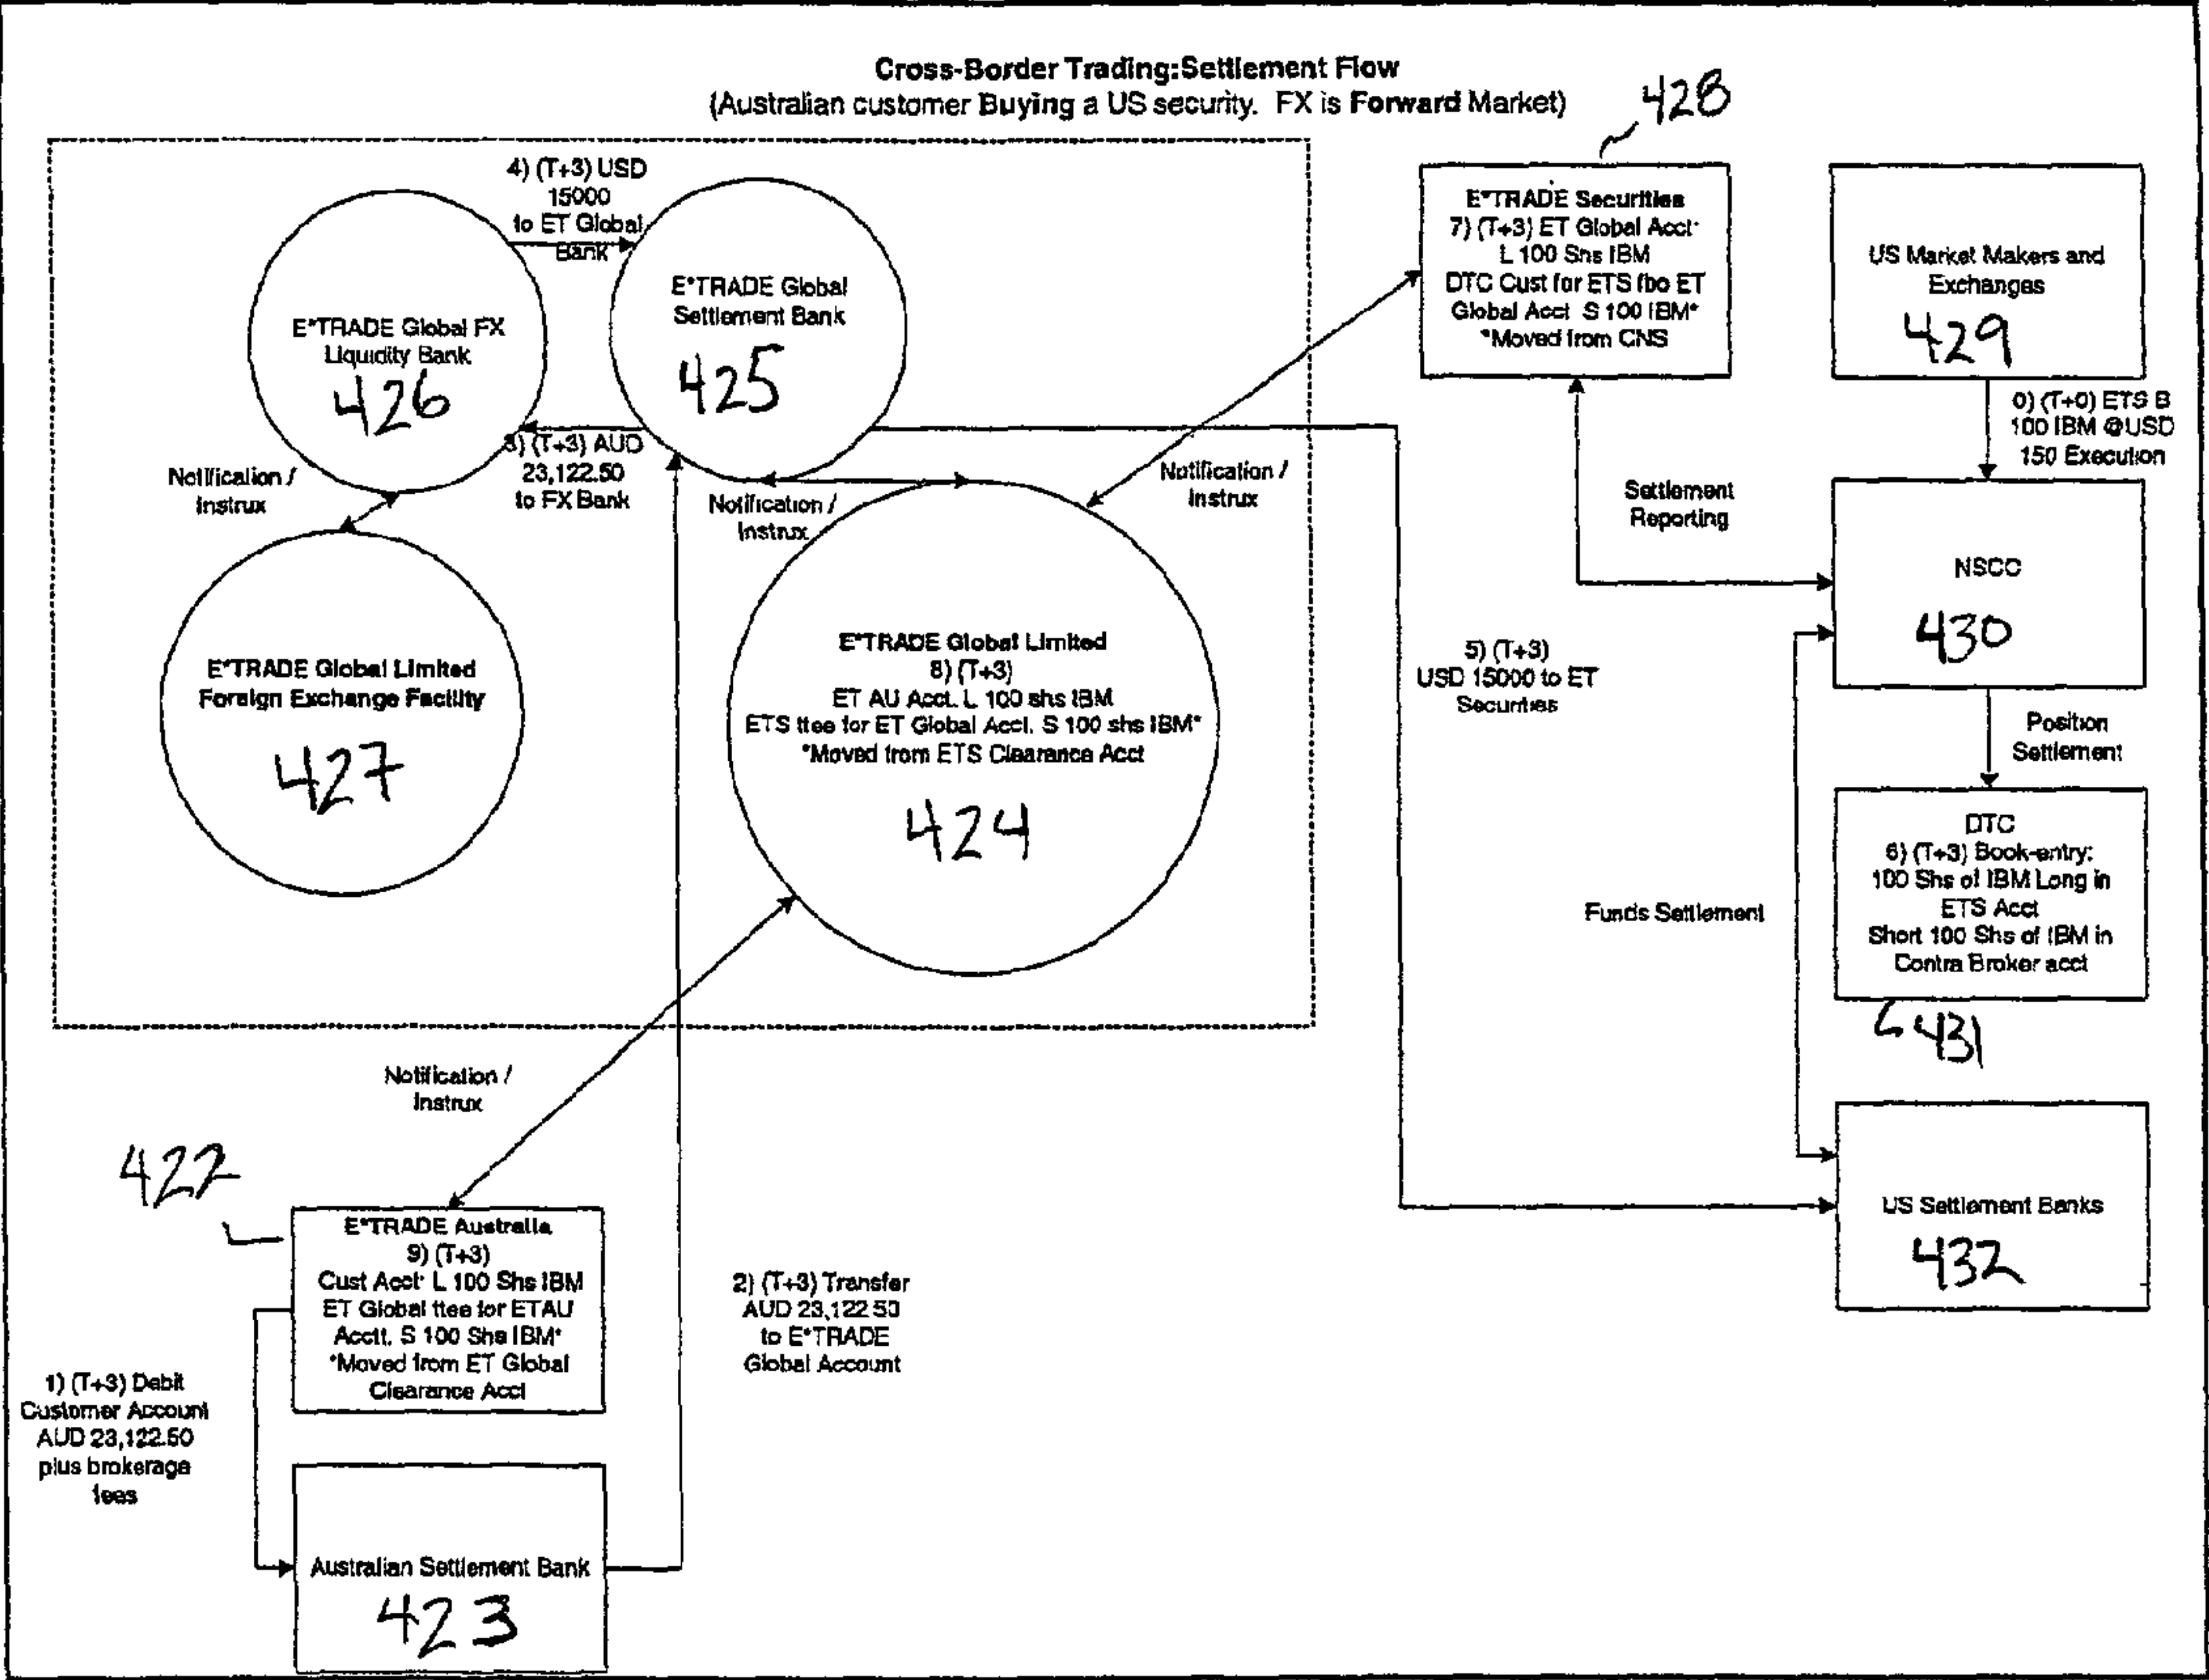 Cross-Border Trading:Settlement Flow
(Australian customer Buying a US security. FX is Forward Market)
428
4) (T+3) USD
15000
to ET Global
Bank
E*TRADE Global FX
Liquidity Bank
426
E*TRADE Global
Settlement Bank
425
3) (T+3) AUD
23,122.50
to FX Bank
Notification /
Instrux
Notification /
Instrux
Notification /
Instrux
E*TRADE Global Limited
Foreign Exchange Facility
427
E*TRADE Global Limited
8) (T+3)
ET AU Acct. L 100 shs IBM
ETS ttee for ET Global Accl. S 100 shs IBM*
*Moved from ETS Clearance Acct
424
E*TRADE Securities
7) (T+3) ET Global Acct
L 100 Shs IBM
DTC Cust for ETS fbo ET
Global Acct S 100 IBM*
*Moved from CNS
US Market Makers and
Exchanges
429
0) (T+0) ETS B
100 IBM @USD
150 Execution
Settlement
Reporting
NSCC
430
5) (T+3)
USD 15000 to ET
Securities
Position
Settlement
DTC
6) (T+3) Book-entry:
100 Shs of IBM Long in
ETS Acct
Short 100 Shs of IBM in
Contra Broker acct
431
Funds Settlement
US Settlement Banks
432
Notification /
Instrux
422
E*TRADE Australia
9) (T+3)
Cust Acct L 100 Shs IBM
ET Global ttee for ETAU
Acctt. S 100 Shs IBM*
*Moved from ET Global
Clearance Acct
1) (T+3) Debit
Customer Account
AUD 23,122.50
plus brokerage
fees
2) (T+3) Transfer
AUD 23,122 50
to E*TRADE
Global Account
Australian Settlement Bank
423